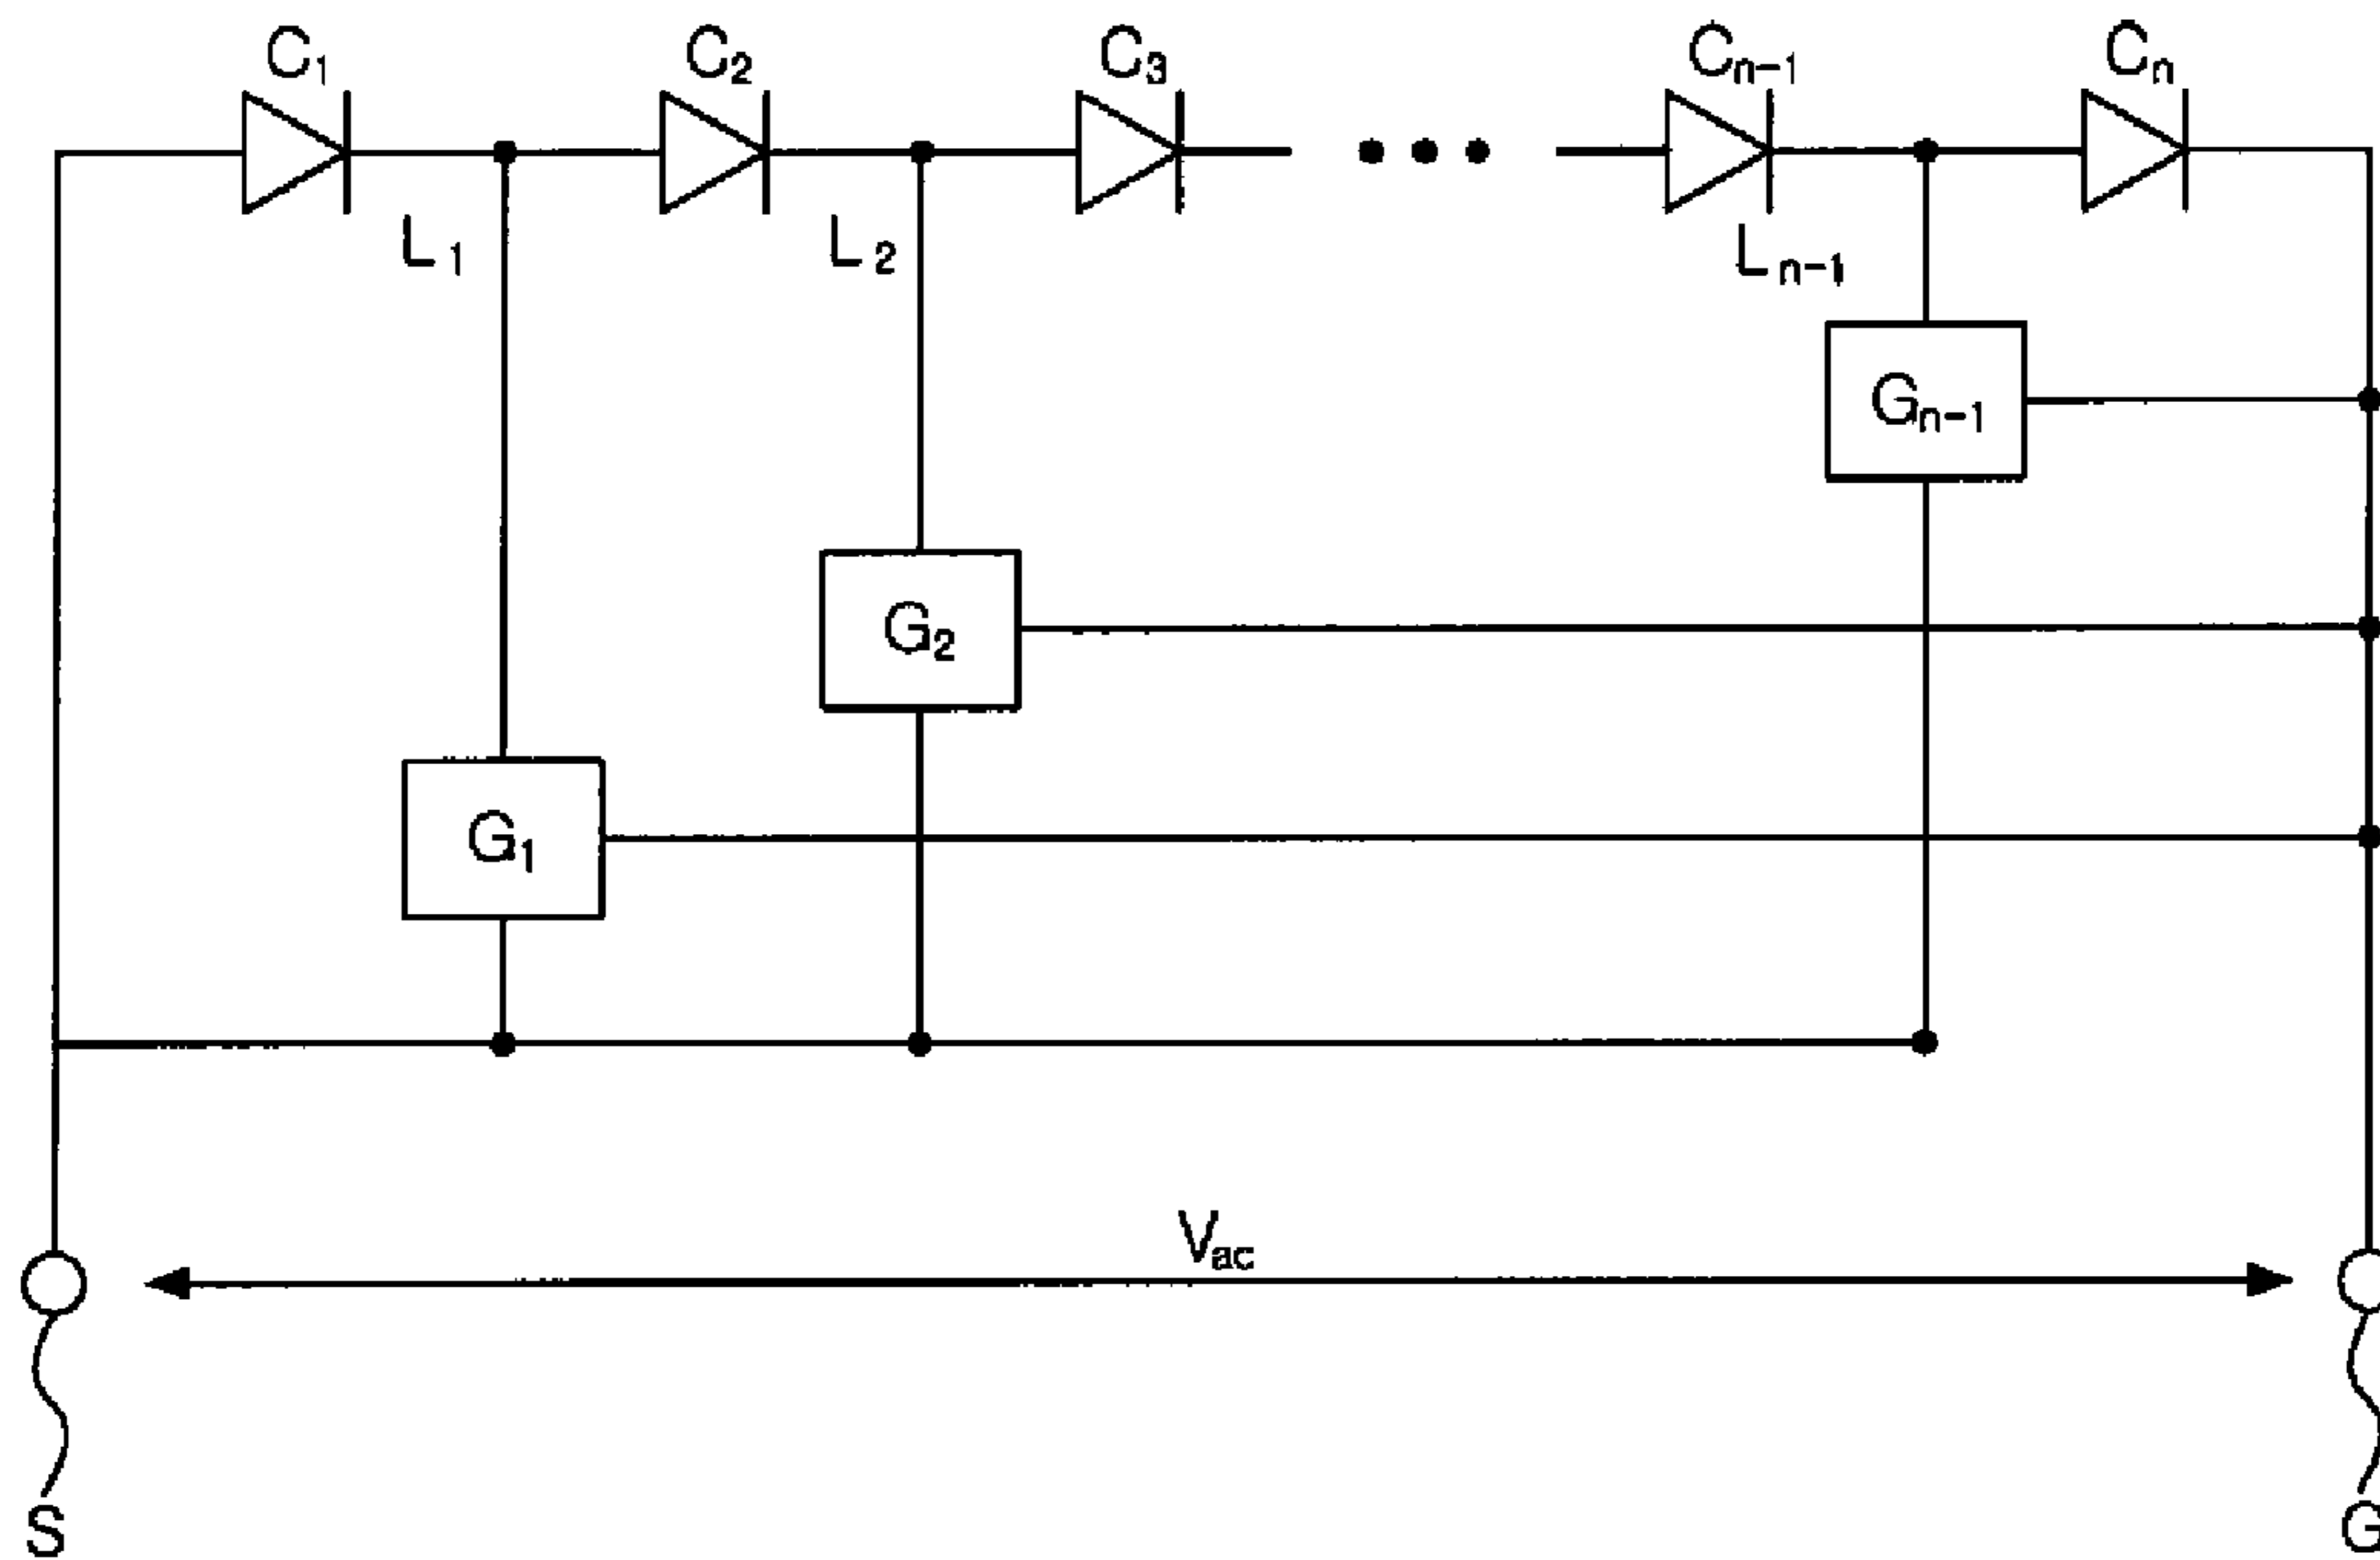 C₁ C₂ C₃ Cₙ₋₁ Cₙ
L₁ L₂ Lₙ₋₁
Gₙ₋₁
G₂
G₁
Vac
S G